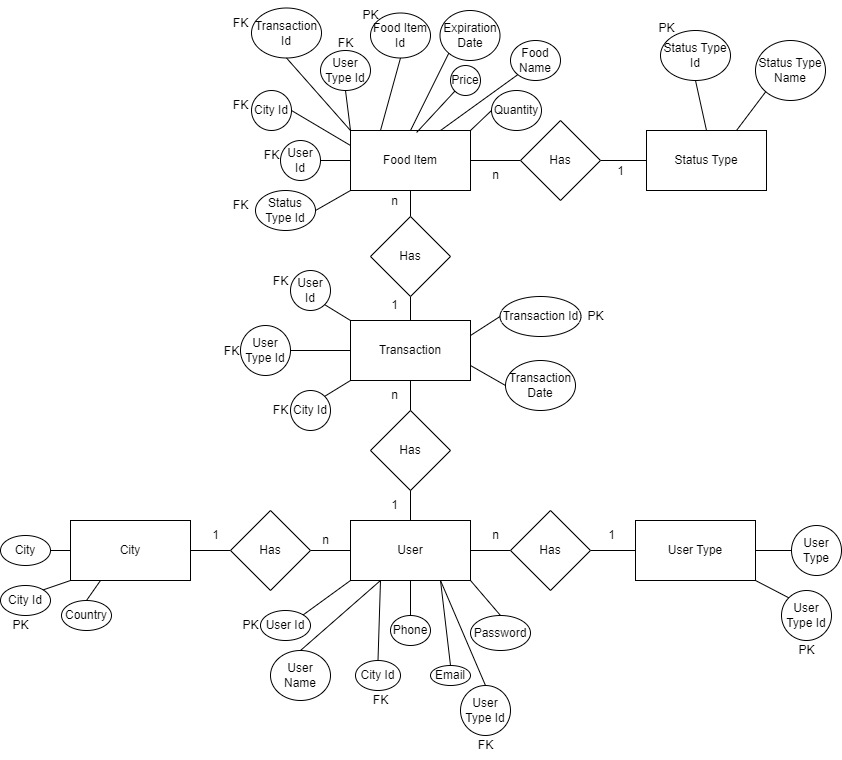 FK
Transaction
Id
PK
Food Item
Id
Expiration
Date
PK
Status Type
Id
FK
User
Type Id
Food
Name
Status Type
Name
Price
FK
City Id
Quantity
FK
User
Id
Food Item
Has
Status Type
n
1
FK
Status
Type Id
n
Has
FK
User
Id
1
Transaction Id
PK
FK
User
Type Id
Transaction
Transaction
Date
FK
City Id
n
Has
1
City
City
1
Has
n
User
n
Has
1
User Type
User
Type
City Id
PK
Country
PK
User Id
Phone
Password
User
Type Id
PK
User
Name
City Id
FK
Email
User
Type Id
FK